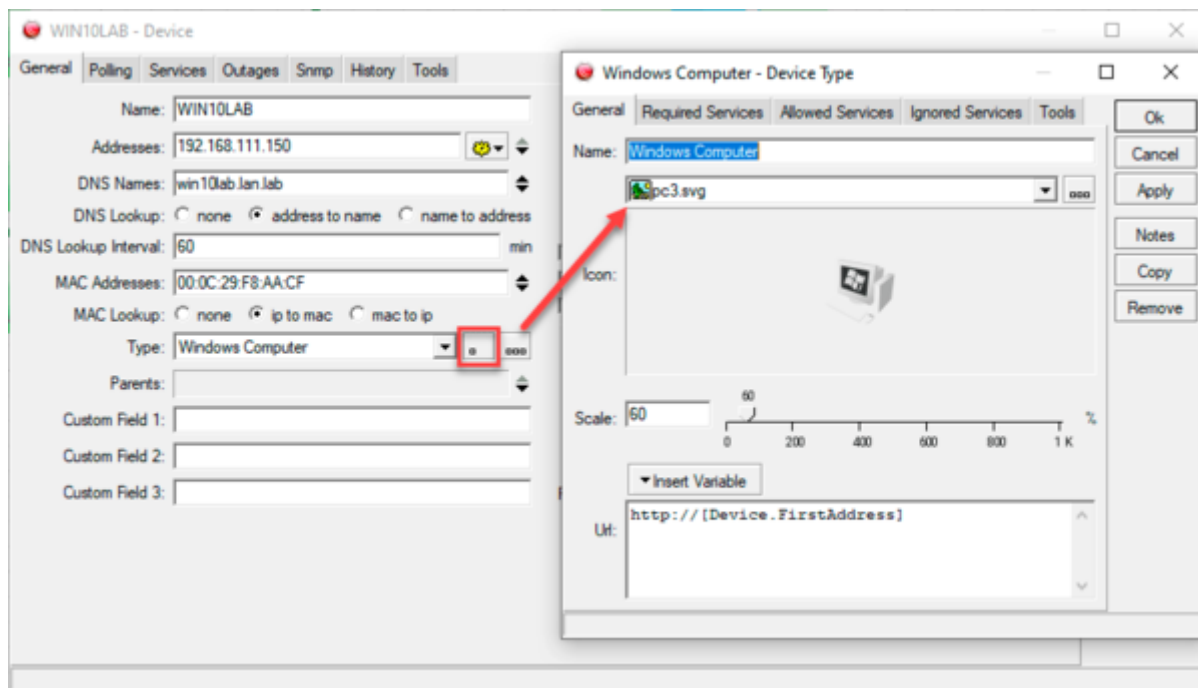 WIN10LAB - Device
General Polling Services Outages Snmp History Tools
Name: WIN10LAB
Addresses: 192.168.111.150
DNS Names: win10lab.lan.lab
DNS Lookup: none address to name name to address
DNS Lookup Interval: 60 min
MAC Addresses: 00:0C:29:F8:AA:CF
MAC Lookup: none ip to mac mac to ip
Type: Windows Computer
Parents:
Custom Field 1:
Custom Field 2:
Custom Field 3:
Windows Computer - Device Type
General Required Services Allowed Services Ignored Services Tools
Name: Windows Computer
pc3.svg
Icon:
60
Scale: 60 %
0 200 400 600 800 1 K
Insert Variable
Url: http://[Device.FirstAddress]
Ok
Cancel
Apply
Notes
Copy
Remove